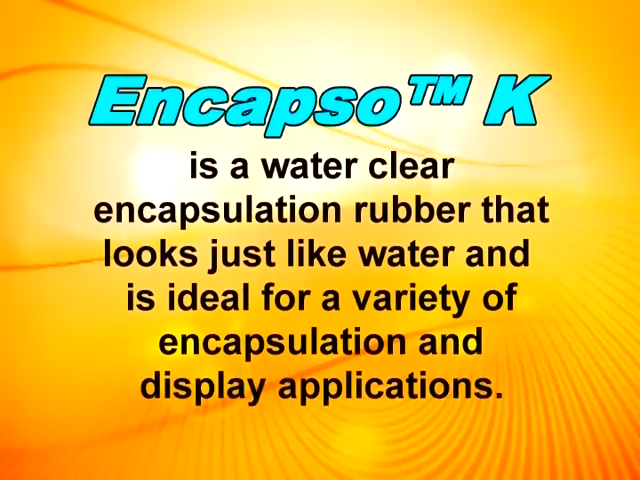 Encapso™ K
is a water clear
encapsulation rubber that
looks just like water and
is ideal for a variety of
encapsulation and
display applications.